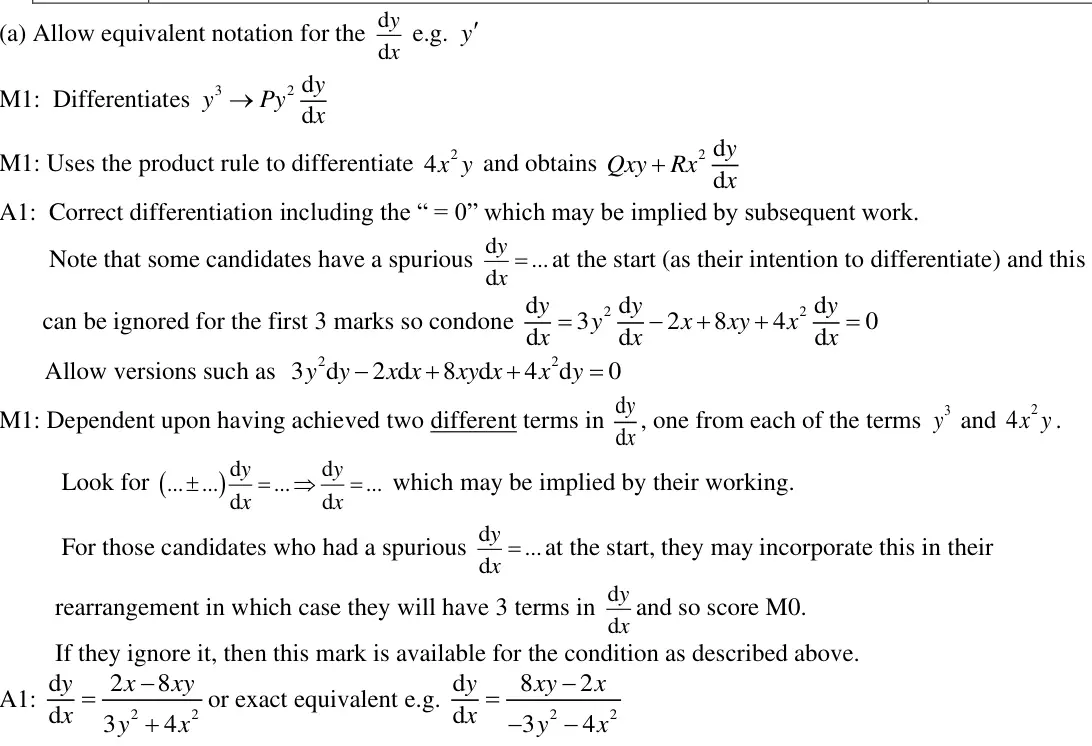 (a) Allow equivalent notation for the dy/dx e.g. y′
M1: Differentiates y³ → Py² dy/dx
M1: Uses the product rule to differentiate 4x²y and obtains Qxy + Rx² dy/dx
A1: Correct differentiation including the “ = 0” which may be implied by subsequent work.
Note that some candidates have a spurious dy/dx = ... at the start (as their intention to differentiate) and this
can be ignored for the first 3 marks so condone dy/dx = 3y² dy/dx − 2x + 8xy + 4x² dy/dx = 0
Allow versions such as 3y²dy − 2xdx + 8xydx + 4x²dy = 0
M1: Dependent upon having achieved two different terms in dy/dx, one from each of the terms y³ and 4x²y.
Look for (... ± ...) dy/dx = ... ⇒ dy/dx = ... which may be implied by their working.
For those candidates who had a spurious dy/dx = ... at the start, they may incorporate this in their
rearrangement in which case they will have 3 terms in dy/dx and so score M0.
If they ignore it, then this mark is available for the condition as described above.
A1: dy/dx = (2x − 8xy)/(3y² + 4x²) or exact equivalent e.g. dy/dx = (8xy − 2x)/(−3y² − 4x²)